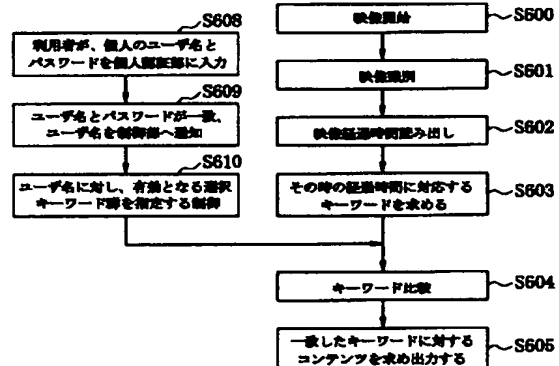 S608
利用者が、個人のユーザ名と
パスワードを個人認証部に入力
S609
ユーザ名とパスワードが一致、
ユーザ名を制御部へ通知
S610
ユーザ名に対し、有効となる選択
キーワード群を指定する制御
映像開始
S600
映像識別
S601
映像経過時間読み出し
S602
その時の経過時間に対応する
キーワードを求める
S603
キーワード比較
S604
一致したキーワードに対する
コンテンツを求め出力する
S605